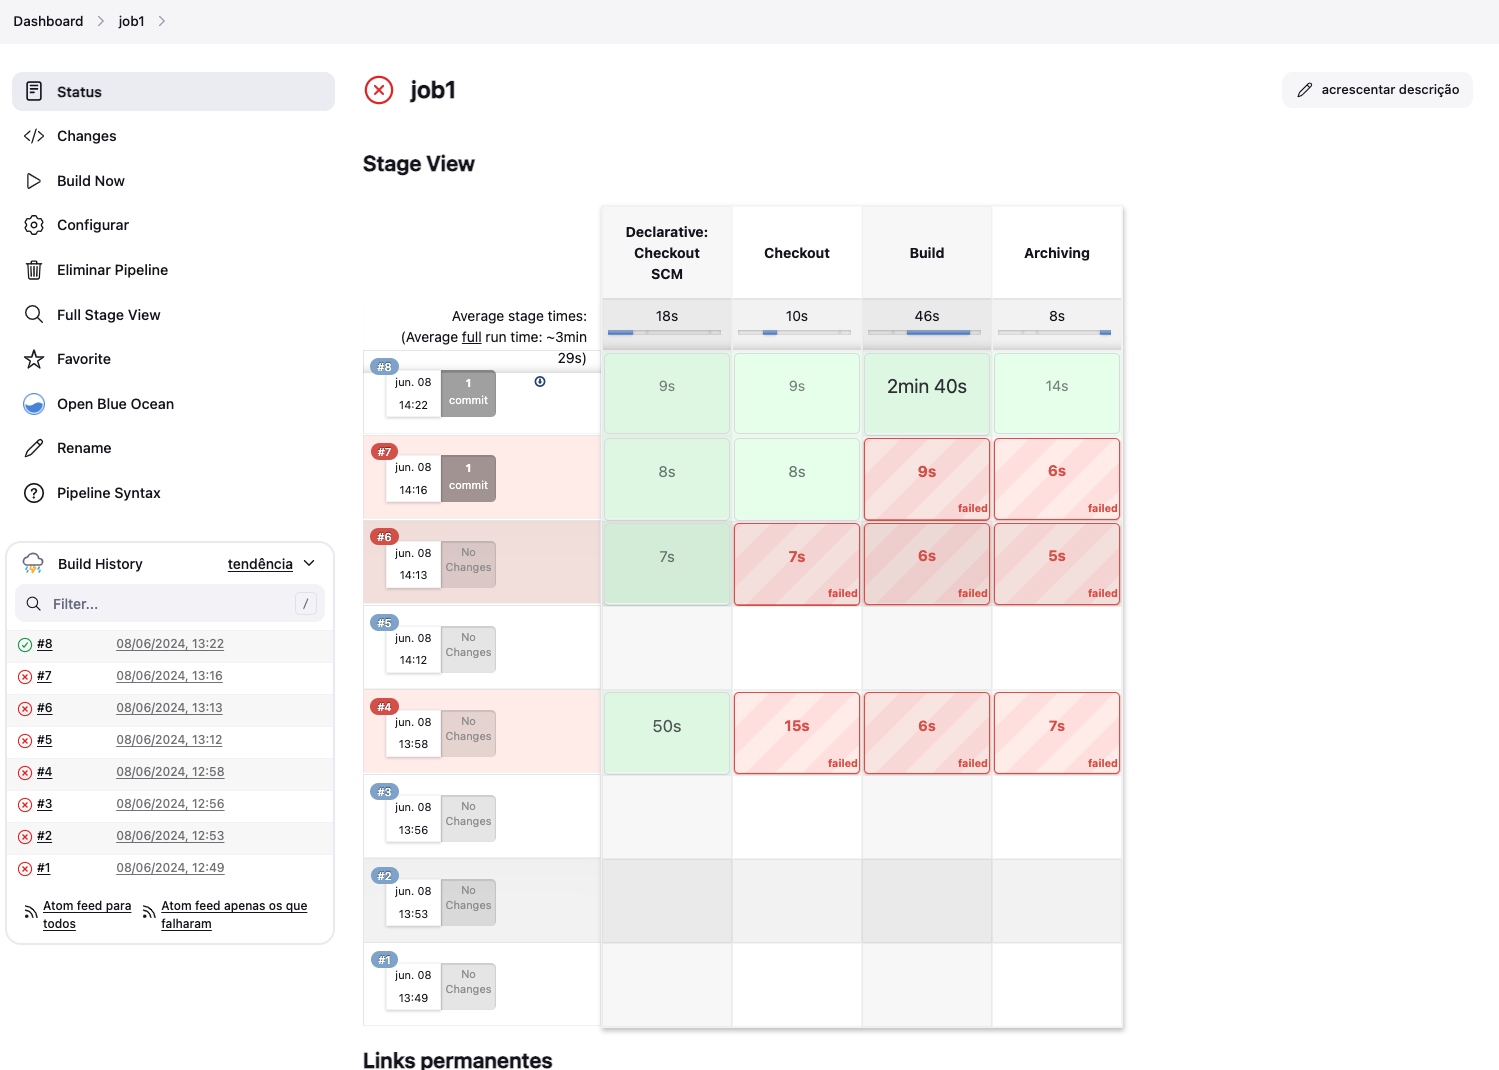 Dashboard
job1
Status
Changes
Build Now
Configurar
Eliminar Pipeline
Full Stage View
Favorite
Open Blue Ocean
Rename
Pipeline Syntax
Build History
tendência
Filter...
/
#8 08/06/2024, 13:22
#7 08/06/2024, 13:16
#6 08/06/2024, 13:13
#5 08/06/2024, 13:12
#4 08/06/2024, 12:58
#3 08/06/2024, 12:56
#2 08/06/2024, 12:53
#1 08/06/2024, 12:49
Atom feed para
todos
Atom feed apenas os que
falharam
job1
acrescentar descrição
Stage View
Declarative:
Checkout
SCM
Checkout
Build
Archiving
Average stage times:
(Average full run time: ~3min
29s)
18s
10s
46s
8s
#8
jun. 08
14:22
1
commit
9s
9s
2min 40s
14s
#7
jun. 08
14:16
1
commit
8s
8s
9s
failed
6s
failed
#6
jun. 08
14:13
No
Changes
7s
7s
failed
6s
failed
5s
failed
#5
jun. 08
14:12
No
Changes
#4
jun. 08
13:58
No
Changes
50s
15s
failed
6s
failed
7s
failed
#3
jun. 08
13:56
No
Changes
#2
jun. 08
13:53
No
Changes
#1
jun. 08
13:49
No
Changes
Links permanentes